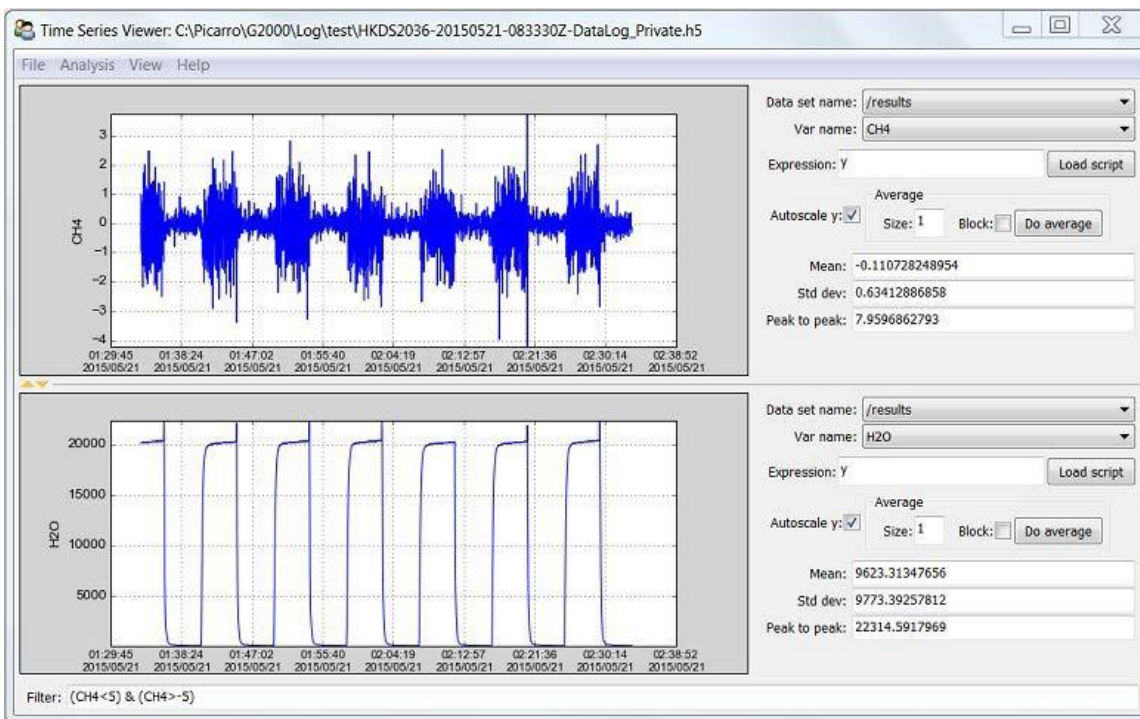 Time Series Viewer: C:\Picarro\G2000\Log\test\HKDS2036-20150521-083330Z-DataLog_Private.h5
File Analysis View Help
CH4
3
2
1
0
−1
−2
−3
−4
01:29:45 01:38:24 01:47:02 01:55:40 02:04:19 02:12:57 02:21:36 02:30:14 02:38:52
2015/05/21 2015/05/21 2015/05/21 2015/05/21 2015/05/21 2015/05/21 2015/05/21 2015/05/21 2015/05/21
Data set name: /results
Var name: CH4
Expression: y Load script
Average
Autoscale y: Size: 1 Block: Do average
Mean: -0.110728248954
Std dev: 0.63412886858
Peak to peak: 7.9596862793
H2O
20000
15000
10000
5000
01:29:45 01:38:24 01:47:02 01:55:40 02:04:19 02:12:57 02:21:36 02:30:14 02:38:52
2015/05/21 2015/05/21 2015/05/21 2015/05/21 2015/05/21 2015/05/21 2015/05/21 2015/05/21 2015/05/21
Data set name: /results
Var name: H2O
Expression: y Load script
Average
Autoscale y: Size: 1 Block: Do average
Mean: 9623.31347656
Std dev: 9773.39257812
Peak to peak: 22314.5917969
Filter: (CH4<5) & (CH4>-5)